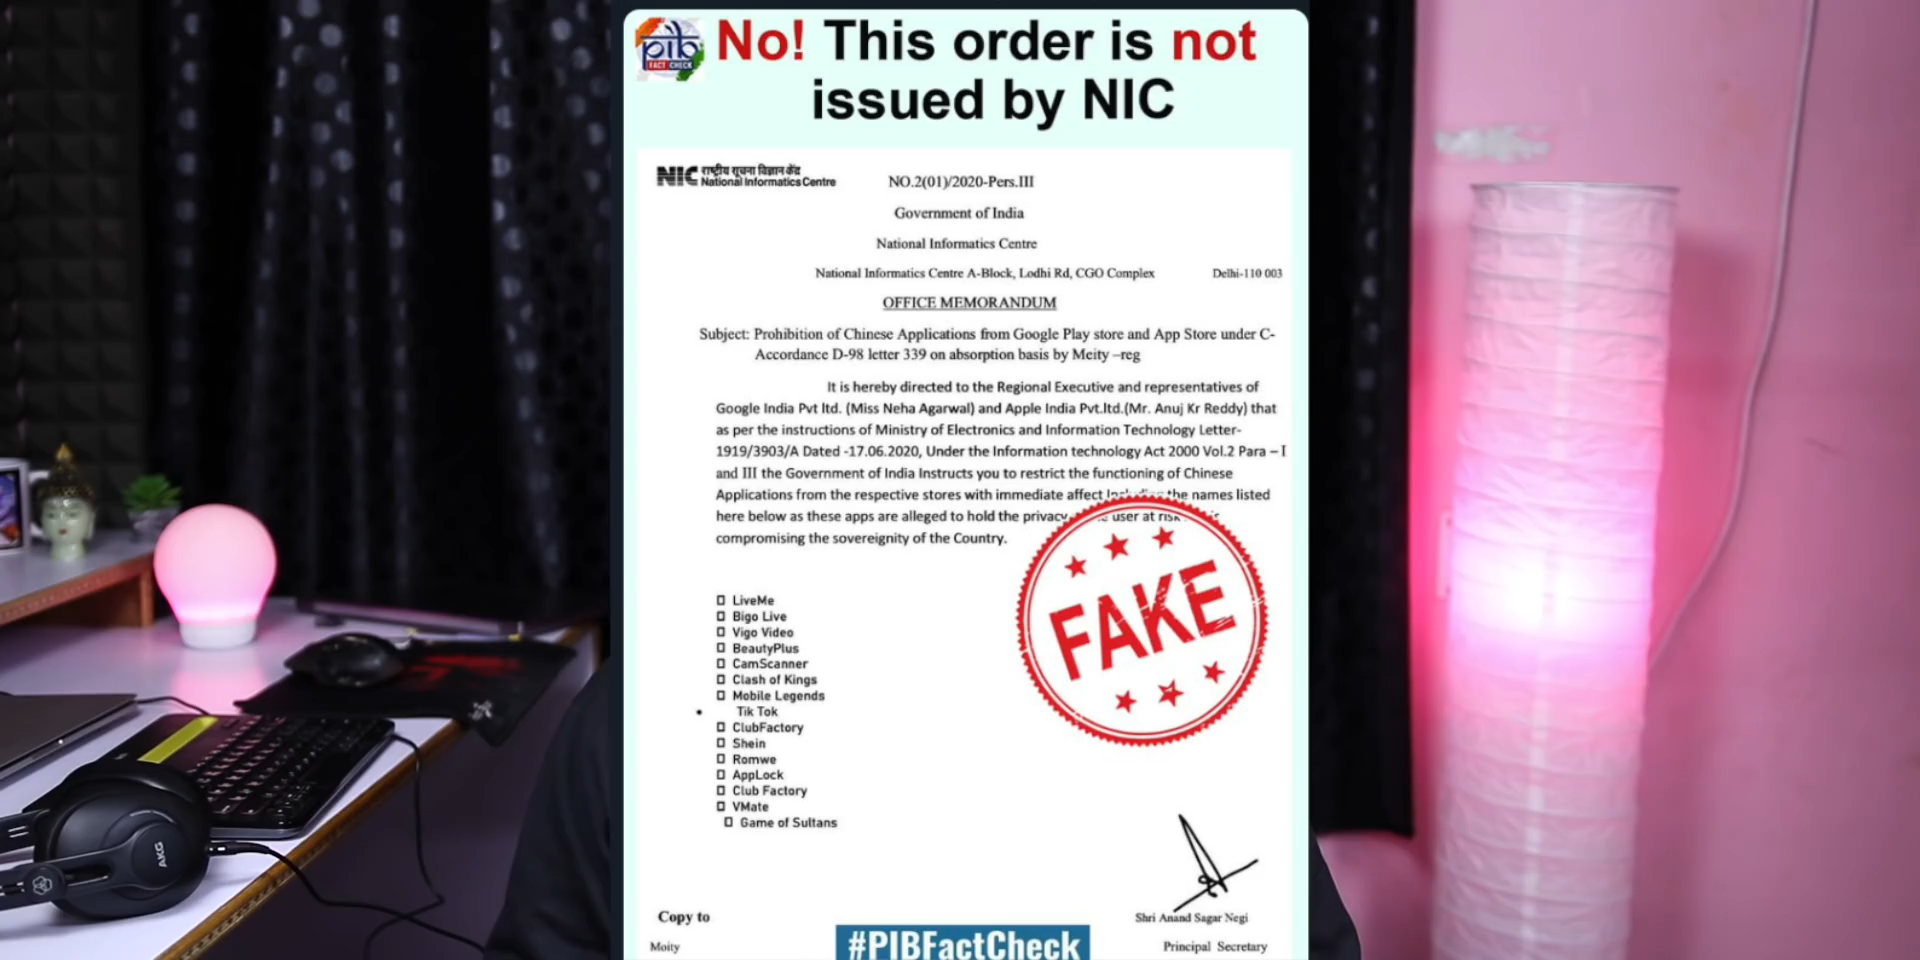 pib
FACT CHECK
No! This order is not
issued by NIC
NIC राष्ट्रीय सूचना विज्ञान केंद्र
National Informatics Centre
NO.2(01)/2020-Pers.III
Government of India
National Informatics Centre
National Informatics Centre A-Block, Lodhi Rd, CGO Complex Delhi-110 003
OFFICE MEMORANDUM
Subject: Prohibition of Chinese Applications from Google Play store and App Store under C-
Accordance D-98 letter 339 on absorption basis by Meity –reg
It is hereby directed to the Regional Executive and representatives of
Google India Pvt ltd. (Miss Neha Agarwal) and Apple India Pvt.ltd.(Mr. Anuj Kr Reddy) that
as per the instructions of Ministry of Electronics and Information Technology Letter-
1919/3903/A Dated -17.06.2020, Under the Information technology Act 2000 Vol.2 Para – I
and III the Government of India Instructs you to restrict the functioning of Chinese
Applications from the respective stores with immediate affect the names listed
here below as these apps are alleged to hold the privacy user at risk
compromising the sovereignity of the Country.
FAKE
LiveMe
Bigo Live
Vigo Video
BeautyPlus
CamScanner
Clash of Kings
Mobile Legends
• Tik Tok
ClubFactory
Shein
Romwe
AppLock
Club Factory
VMate
Game of Sultans
Copy to
Shri Anand Sagar Negi
Moity
Principal Secretary
#PIBFactCheck
AKG